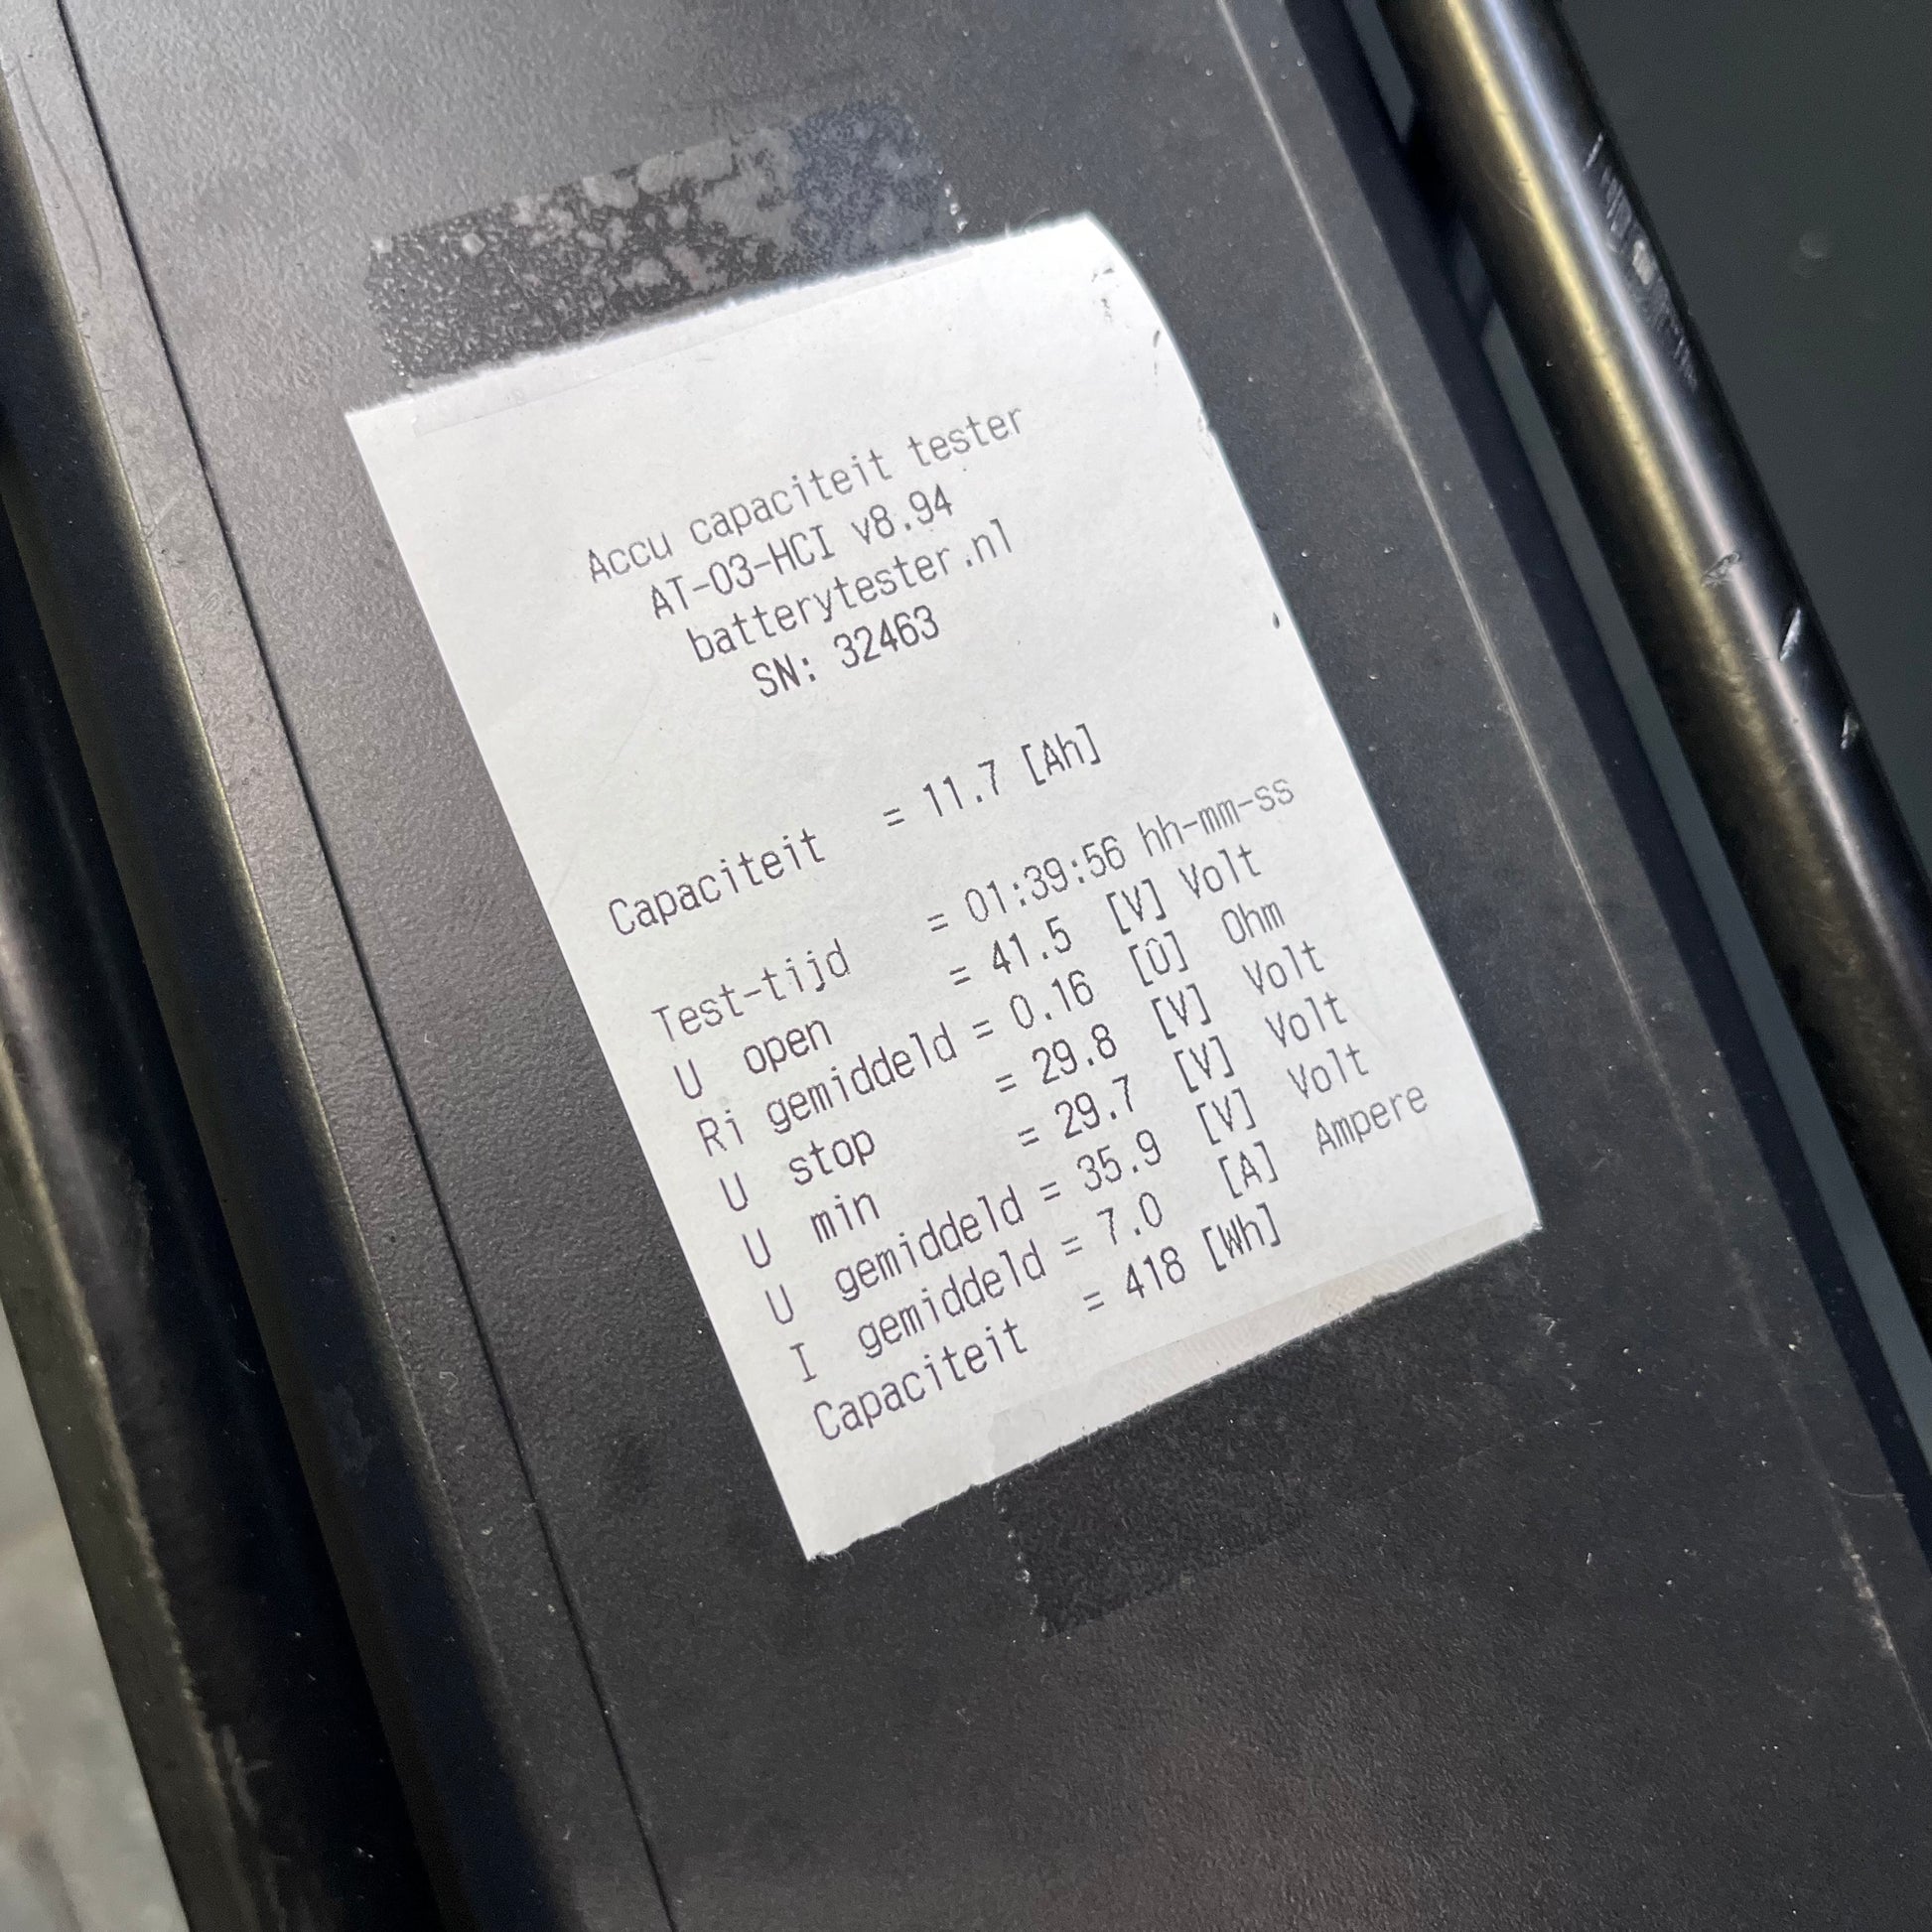 Accu capaciteit tester
AT-03-HCI v8.94
batterytester.nl
SN: 32463
Capaciteit = 11.7 [Ah]
Test-tijd = 01:39:56 hh-mm-ss
U open = 41.5 [V] Volt
Ri gemiddeld = 0.16 [Ω] Ohm
U stop = 29.8 [V] Volt
U min = 29.7 [V] Volt
U gemiddeld = 35.9 [V] Volt
I gemiddeld = 7.0 [A] Ampere
Capaciteit = 418 [Wh]